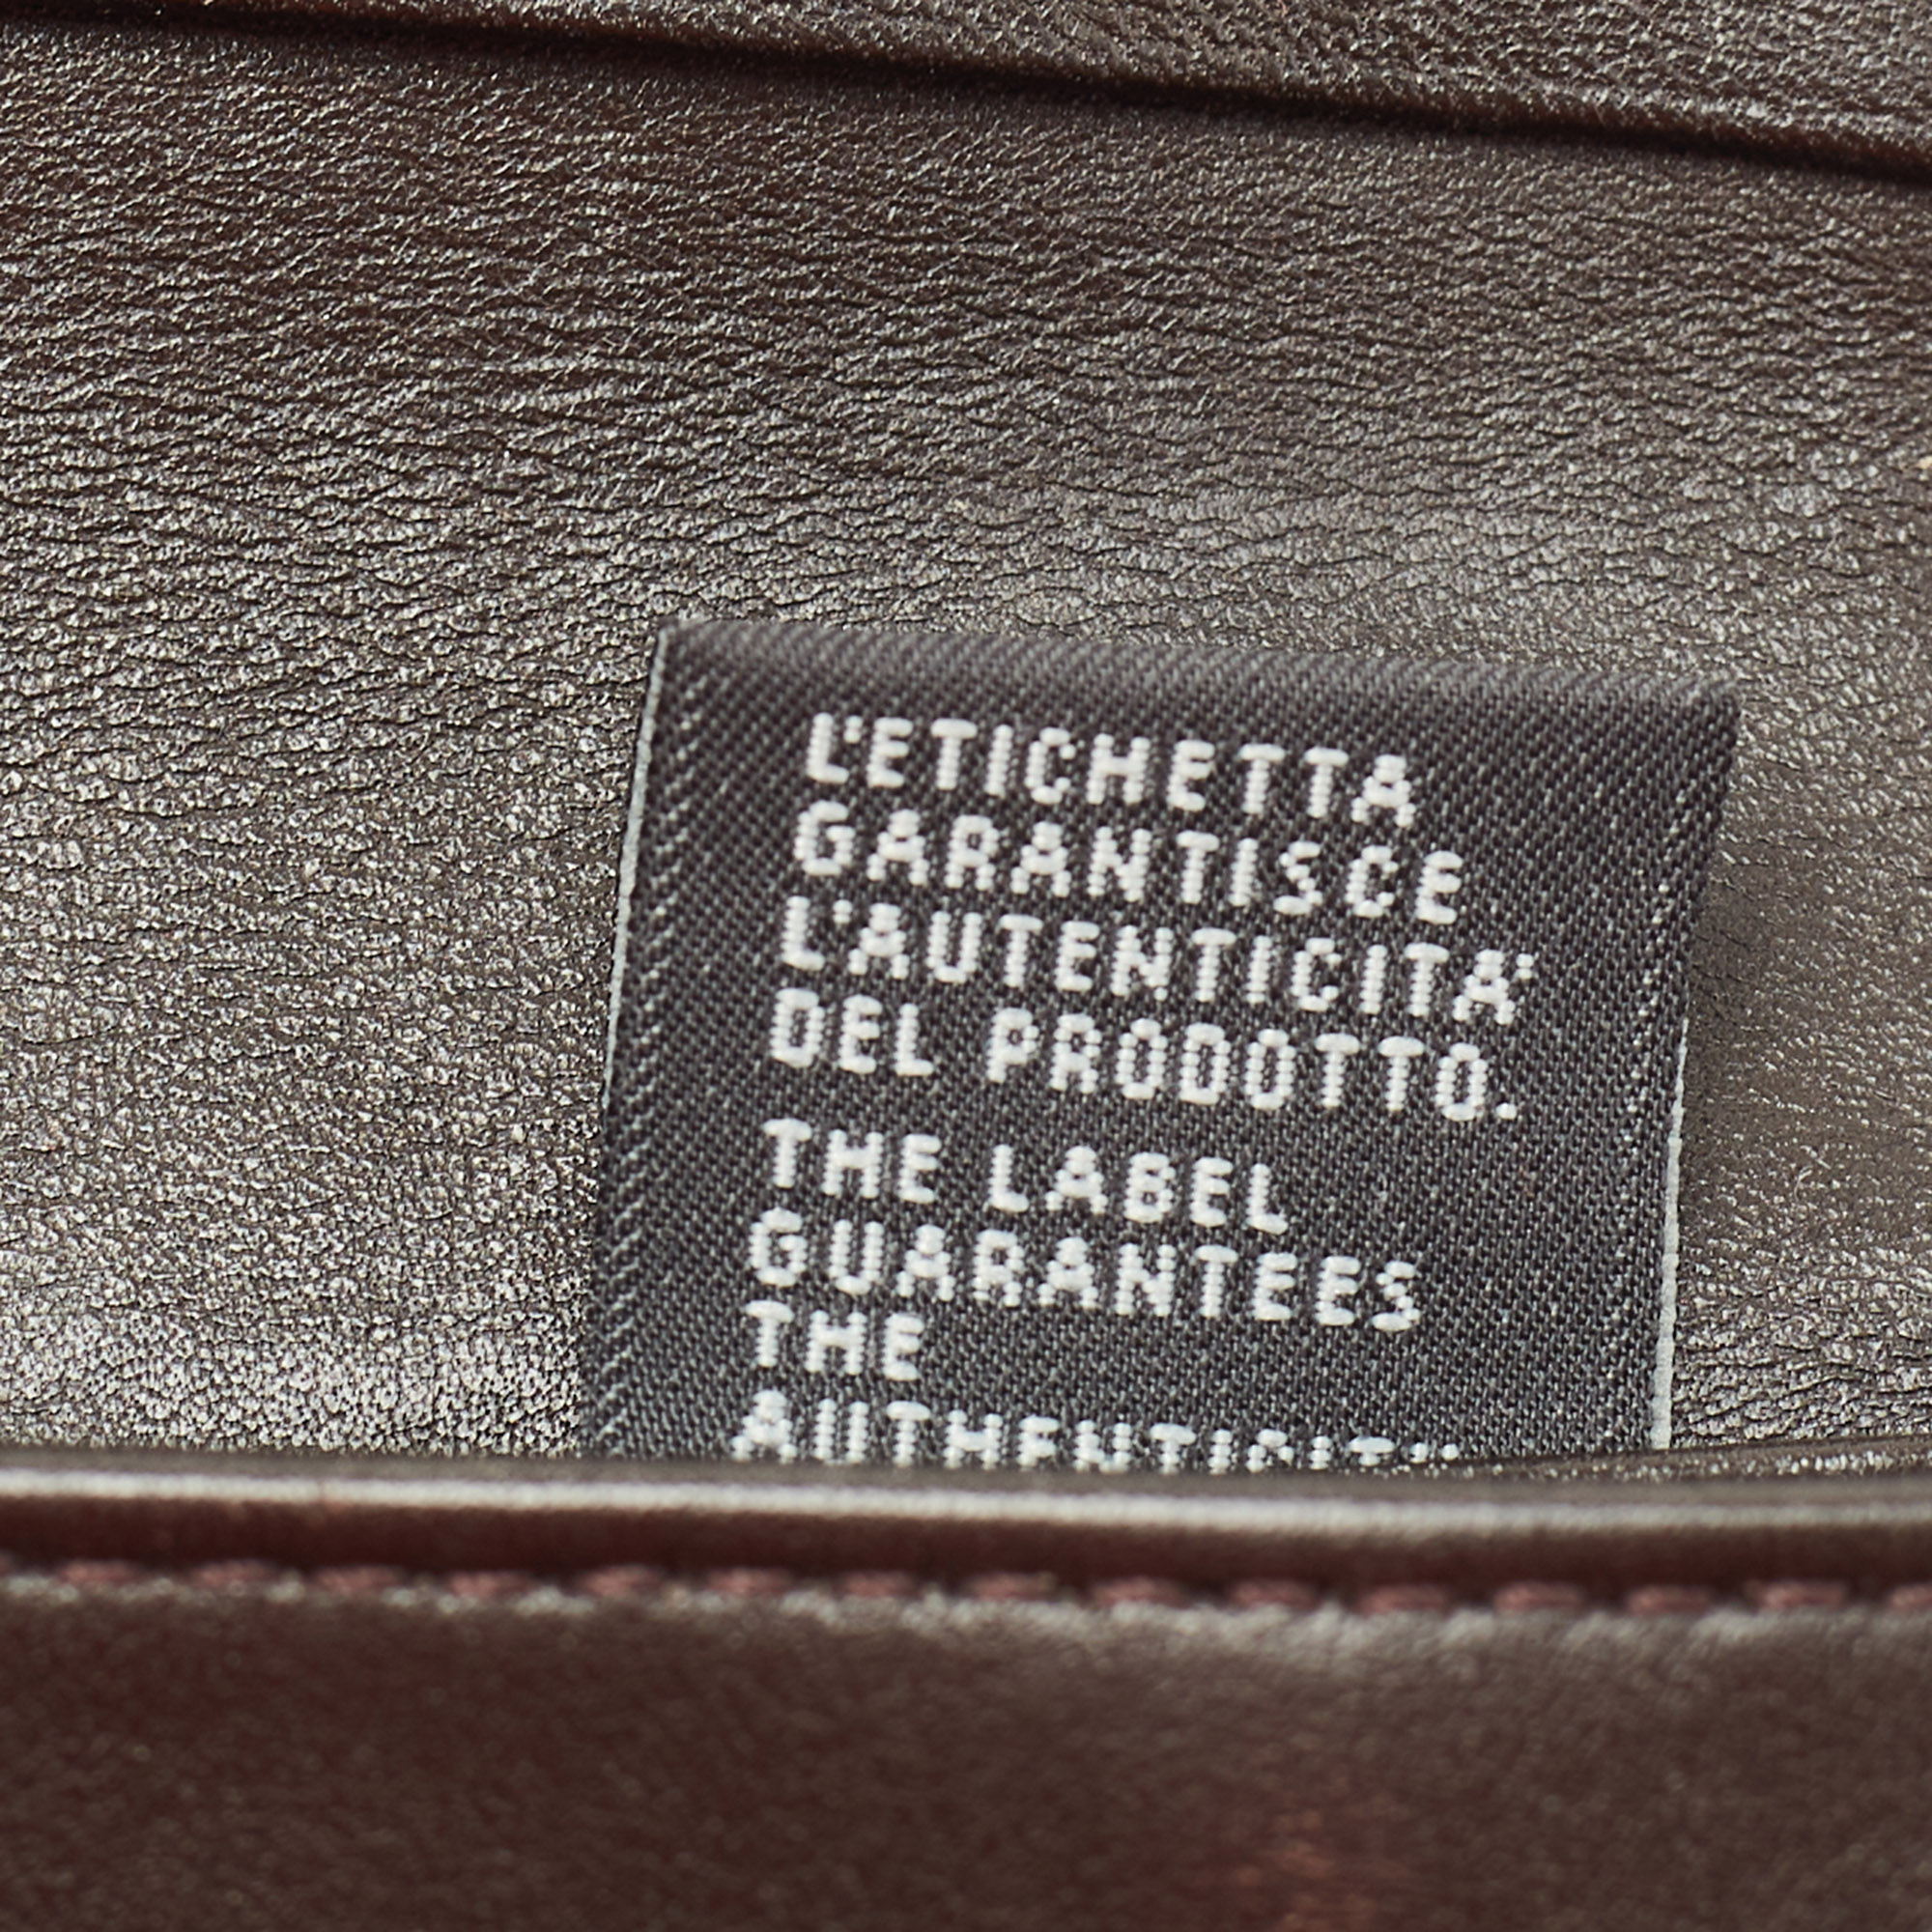 L'ETICHETTA
GARANTISCE
L'AUTENTICITA'
DEL PRODOTTO.
THE LABEL
GUARANTEES
THE